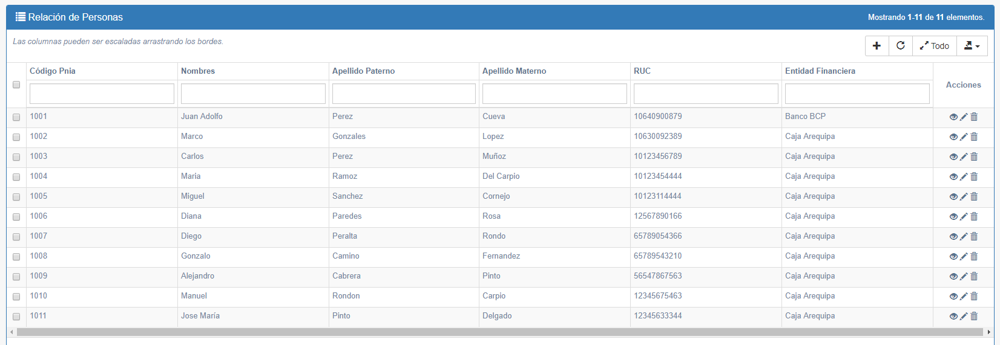 Relación de Personas Mostrando 1-11 de 11 elementos.
Las columnas pueden ser escaladas arrastrando los bordes.
Todo
Código Pnia Nombres Apellido Paterno Apellido Materno RUC Entidad Financiera Acciones
1001 Juan Adolfo Perez Cueva 10640900879 Banco BCP
1002 Marco Gonzales Lopez 10630092389 Caja Arequipa
1003 Carlos Perez Muñoz 10123456789 Caja Arequipa
1004 Maria Ramoz Del Carpio 10123454444 Caja Arequipa
1005 Miguel Sanchez Cornejo 10123114444 Caja Arequipa
1006 Diana Paredes Rosa 12567890166 Caja Arequipa
1007 Diego Peralta Rondo 65789054366 Caja Arequipa
1008 Gonzalo Camino Fernandez 65789543210 Caja Arequipa
1009 Alejandro Cabrera Pinto 56547867563 Caja Arequipa
1010 Manuel Rondon Carpio 12345675463 Caja Arequipa
1011 Jose María Pinto Delgado 12345633344 Caja Arequipa